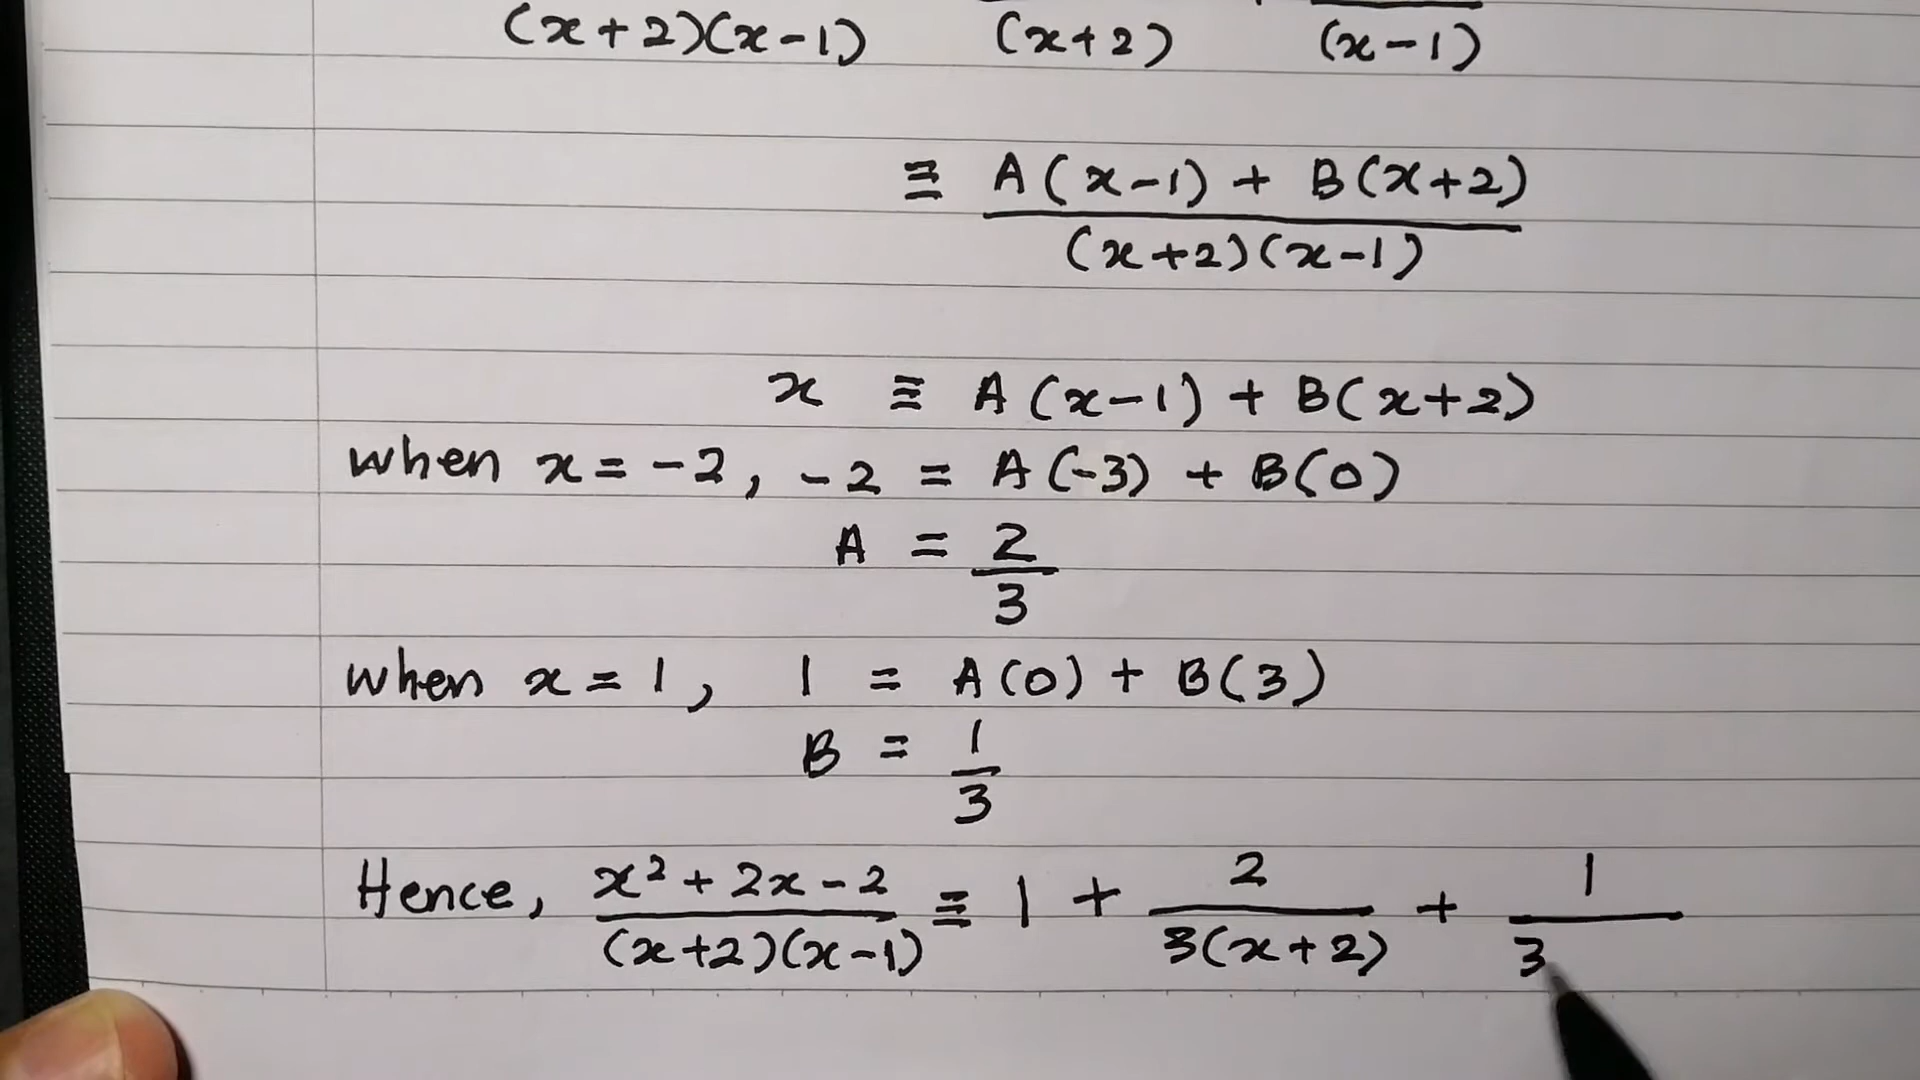 (x+2)(x-1) (x+2) (x-1)
≡ A(x-1) + B(x+2)
(x+2)(x-1)
x ≡ A(x-1) + B(x+2)
when x = -2, -2 = A(-3) + B(0)
A = 2/3
when x = 1, 1 = A(0) + B(3)
B = 1/3
Hence, x² + 2x - 2 / (x+2)(x-1) ≡ 1 + 2 / 3(x+2) + 1 / 3